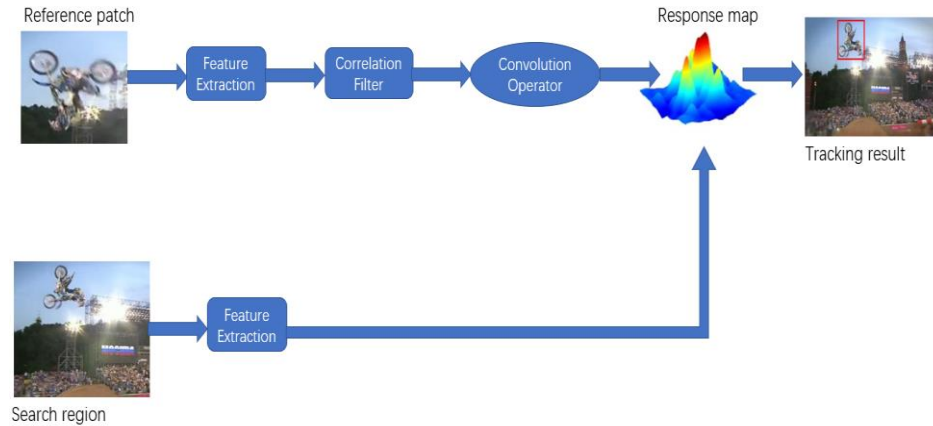 Reference patch
Response map
Feature
Extraction
Correlation
Filter
Convolution
Operator
Tracking result
Feature
Extraction
Search region